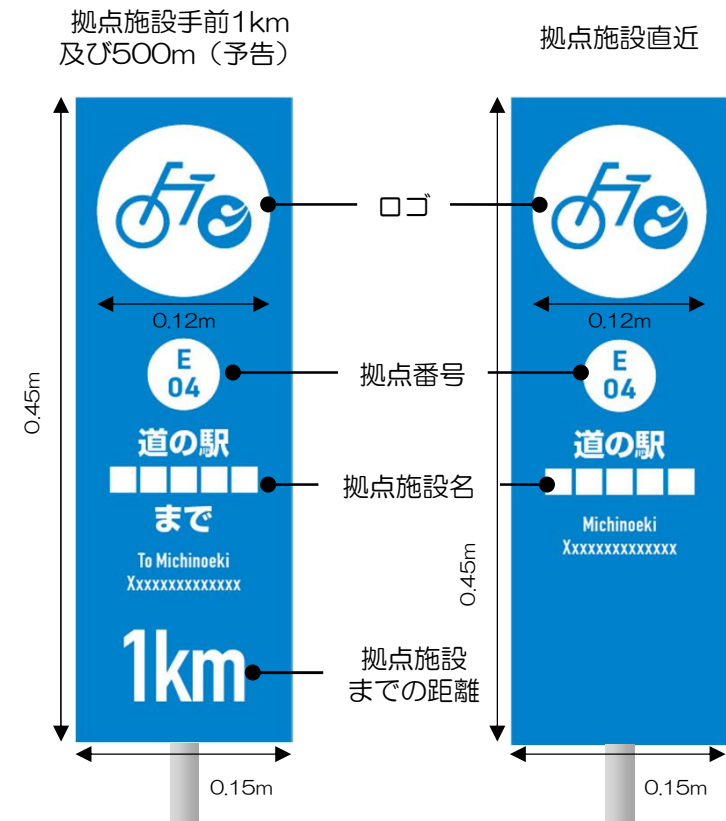 拠点施設手前1km
及び500m（予告）
拠点施設直近
ロゴ
0.12m
0.12m
E
04
拠点番号
E
04
0.45m
道の駅
□□□□□
まで
拠点施設名
道の駅
□□□□□
To Michinoeki
Xxxxxxxxxxxxxx
Michinoeki
Xxxxxxxxxxxxxx
0.45m
1km
拠点施設
までの距離
0.15m
0.15m